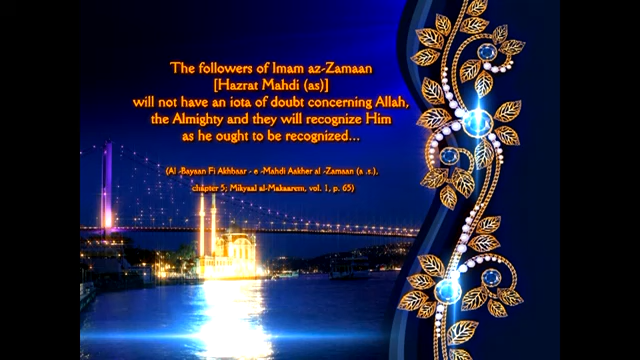 The followers of Imam az-Zamaan
[Hazrat Mahdi (as)]
will not have an iota of doubt concerning Allah,
the Almighty and they will recognize Him
as he ought to be recognized...
(Al -Bayaan Fi Akhbaar - e -Mahdi Aakher al -Zamaan (a .s.),
chapter 5; Mikyaal al-Makaarem, vol. 1, p. 65)